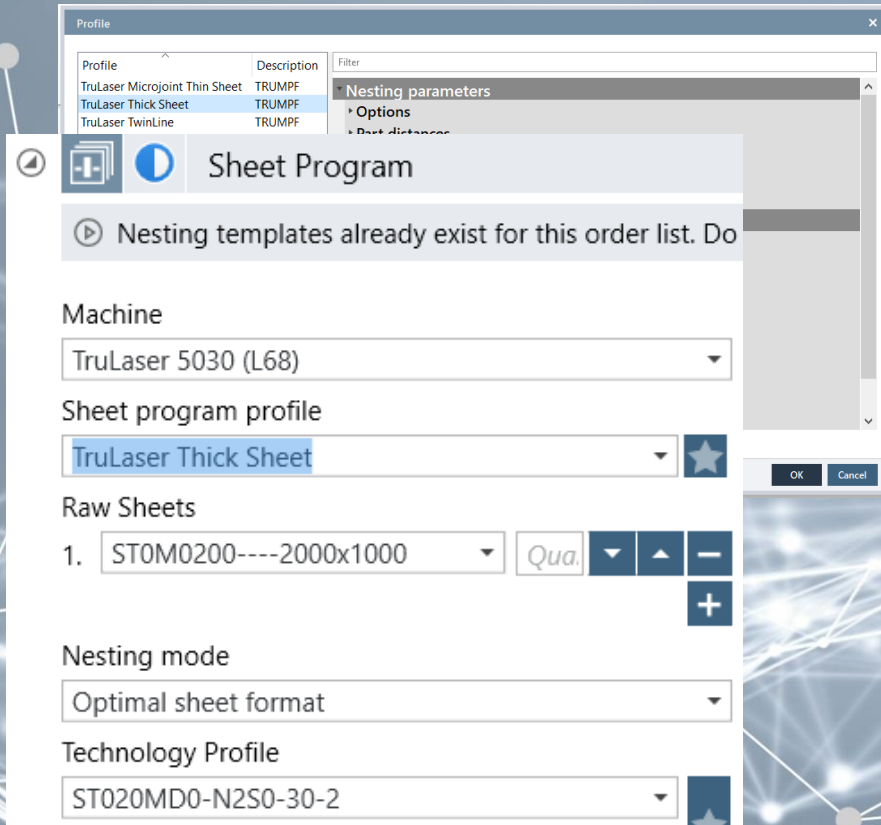 Profile
Profile Description
TruLaser Microjoint Thin Sheet TRUMPF
TruLaser Thick Sheet TRUMPF
TruLaser TwinLine TRUMPF
Filter
Nesting parameters
Options
Part distances
Sheet Program
Nesting templates already exist for this order list. Do
Machine
TruLaser 5030 (L68)
Sheet program profile
TruLaser Thick Sheet
Raw Sheets
1. ST0M0200----2000x1000 Qua.
Nesting mode
Optimal sheet format
Technology Profile
ST020MD0-N2S0-30-2
OK Cancel